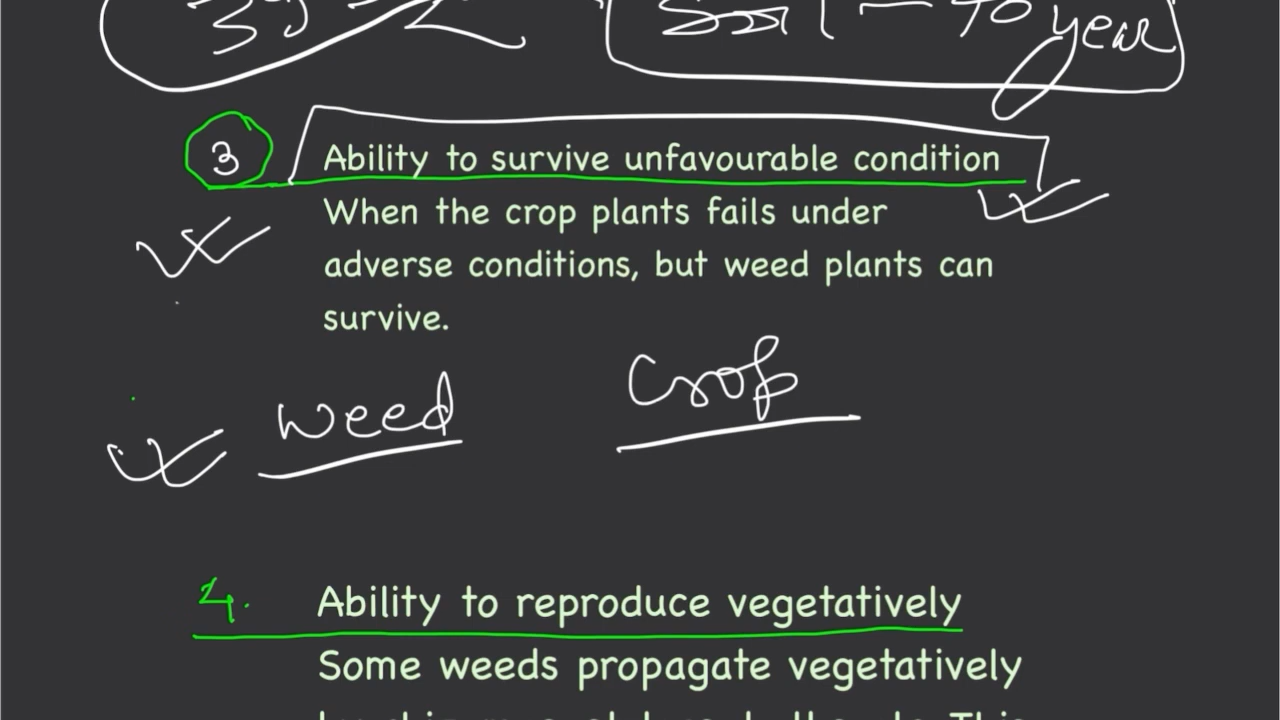 year
3 Ability to survive unfavourable condition
When the crop plants fails under
adverse conditions, but weed plants can
survive.
weed Crop
4. Ability to reproduce vegetatively
Some weeds propagate vegetatively